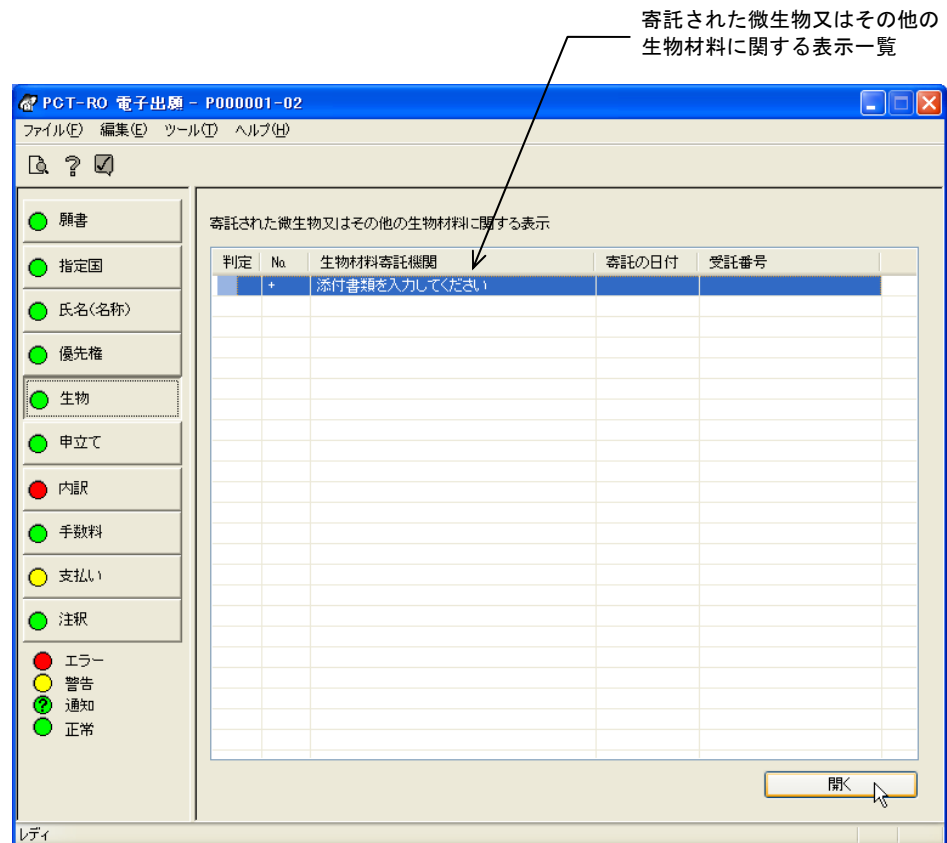 寄託された微生物又はその他の
生物材料に関する表示一覧
PCT-RO 電子出願 - P000001-02
ファイル(F) 編集(E) ツール(T) ヘルプ(H)
願書
指定国
氏名(名称)
優先権
生物
申立て
内訳
手数料
支払い
注釈
エラー
警告
通知
正常
寄託された微生物又はその他の生物材料に関する表示
判定 No. 生物材料寄託機関 寄託の日付 受託番号
+ 添付書類を入力してください
開く
レディ